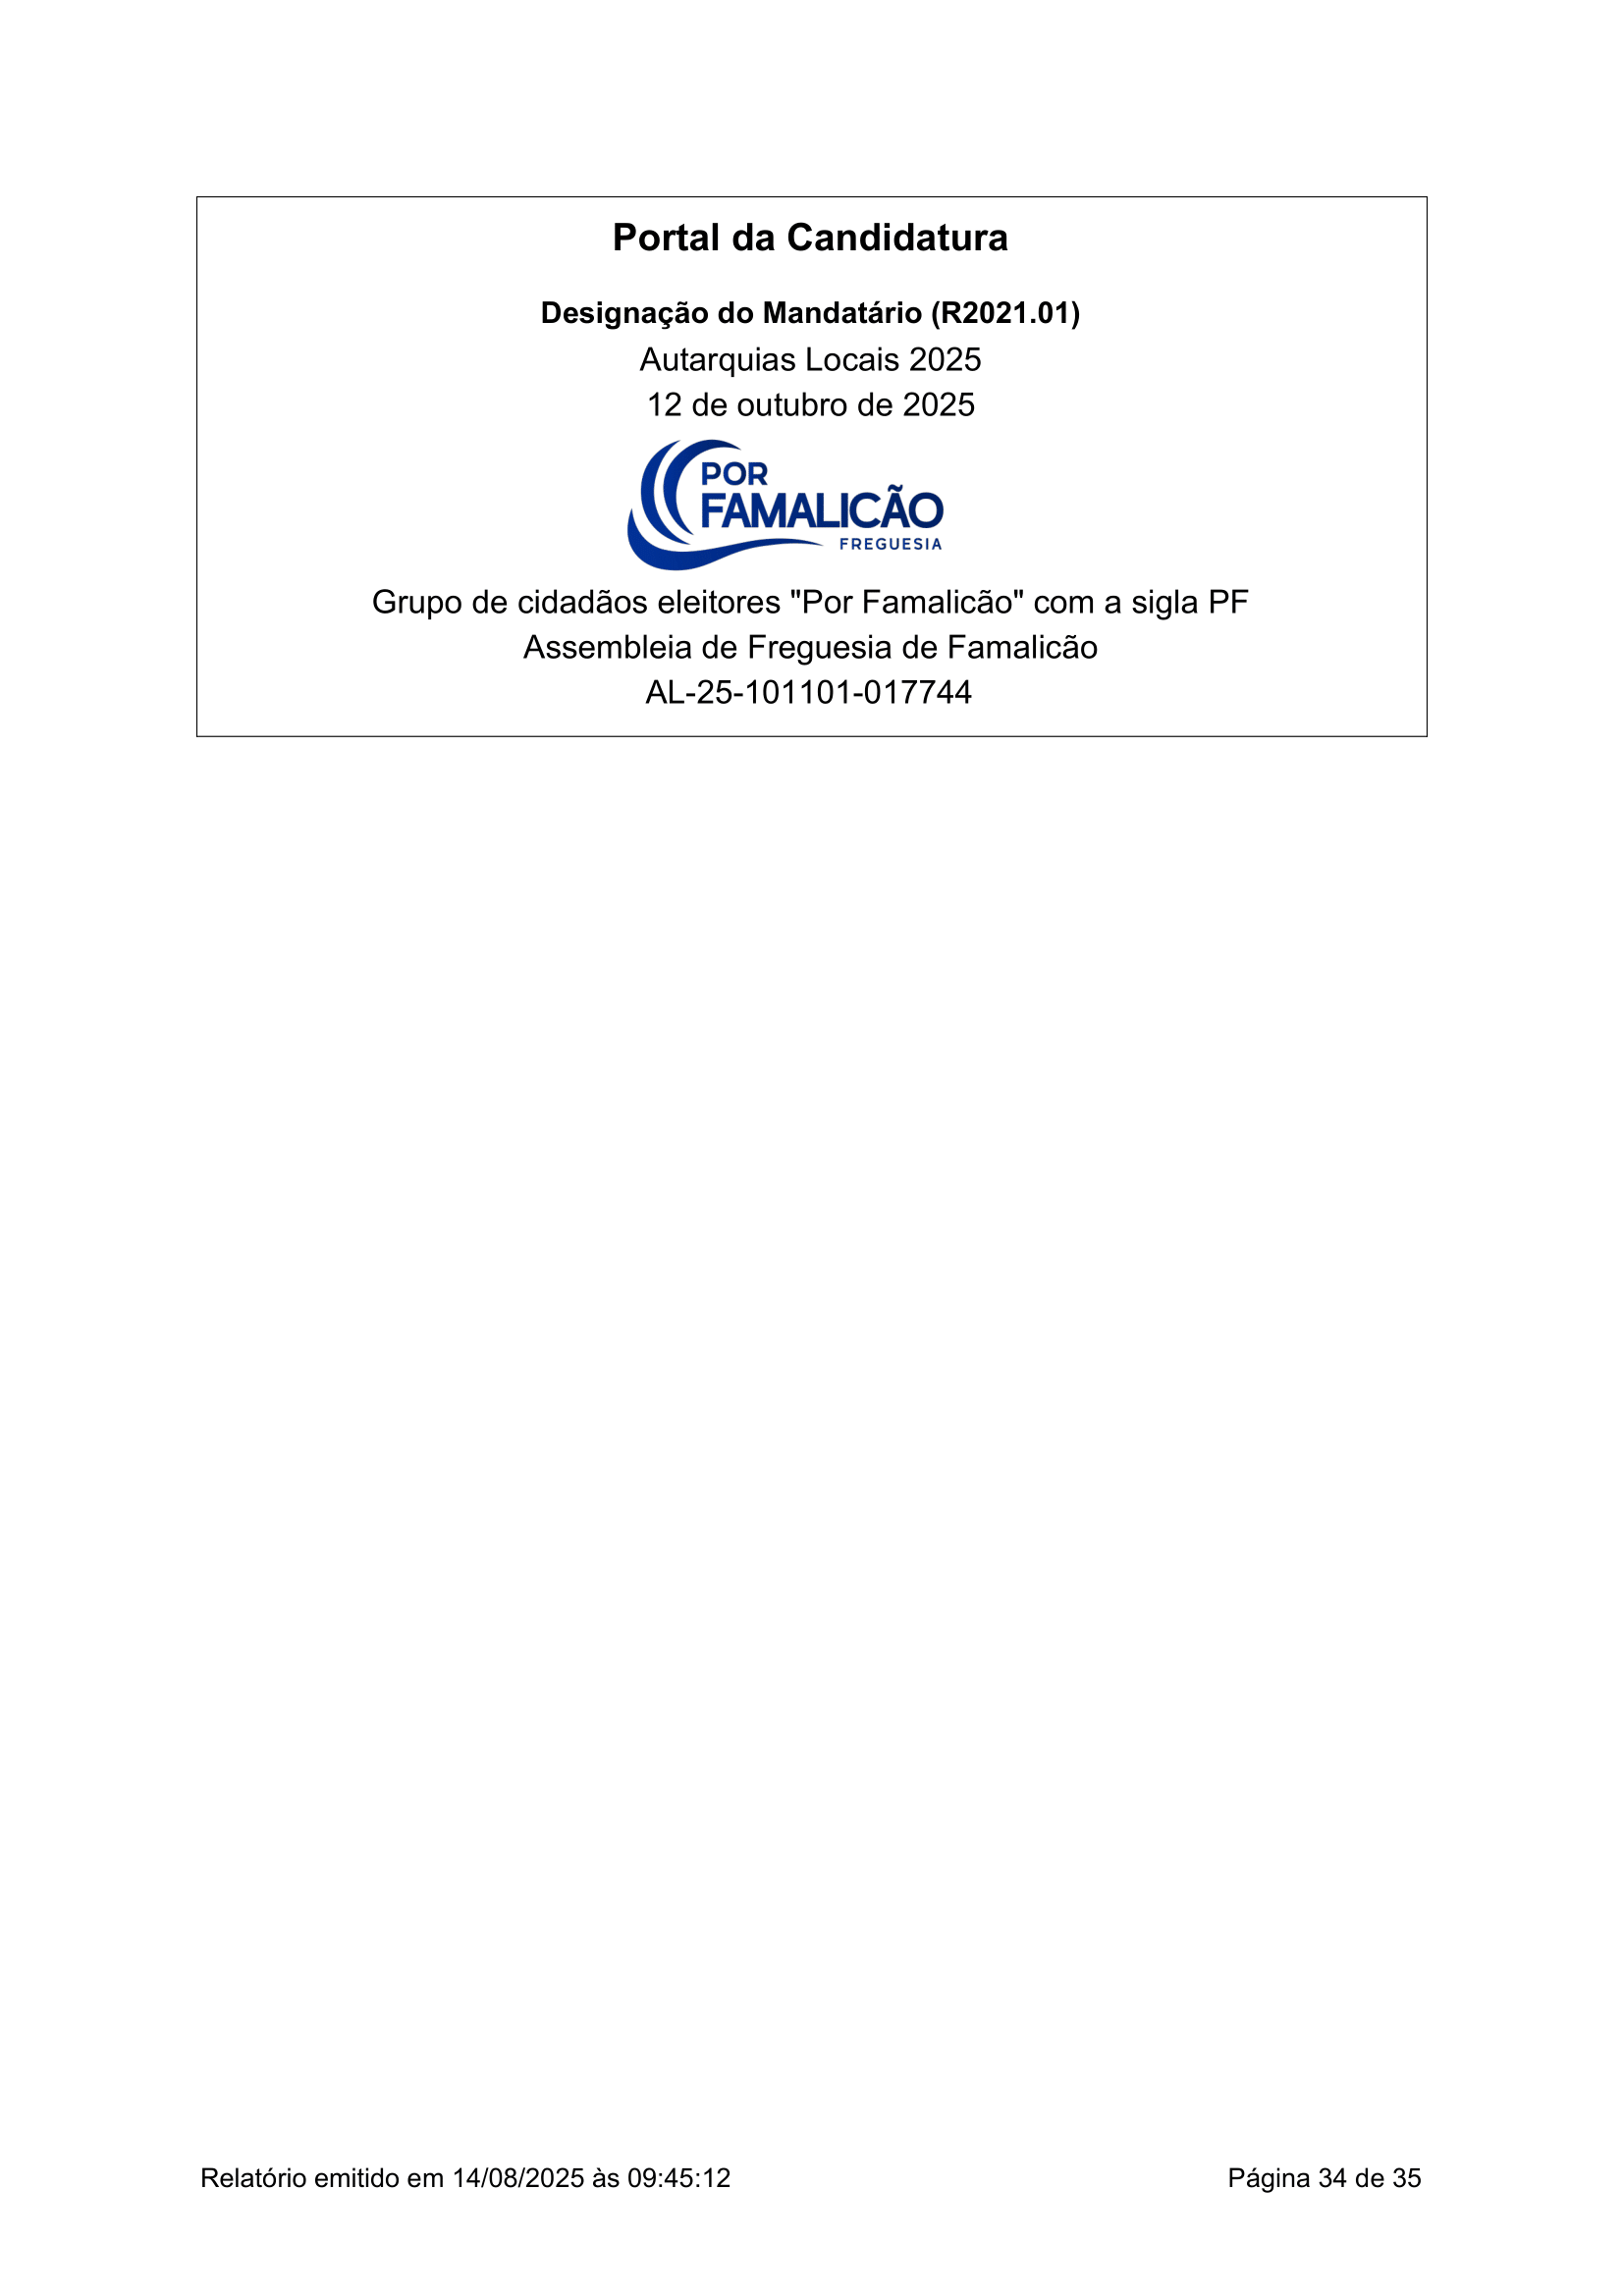 Portal da Candidatura
Designação do Mandatário (R2021.01)
Autarquias Locais 2025
12 de outubro de 2025
POR
FAMALICÃO
FREGUESIA
Grupo de cidadãos eleitores "Por Famalicão" com a sigla PF
Assembleia de Freguesia de Famalicão
AL-25-101101-017744
Relatório emitido em 14/08/2025 às 09:45:12
Página 34 de 35